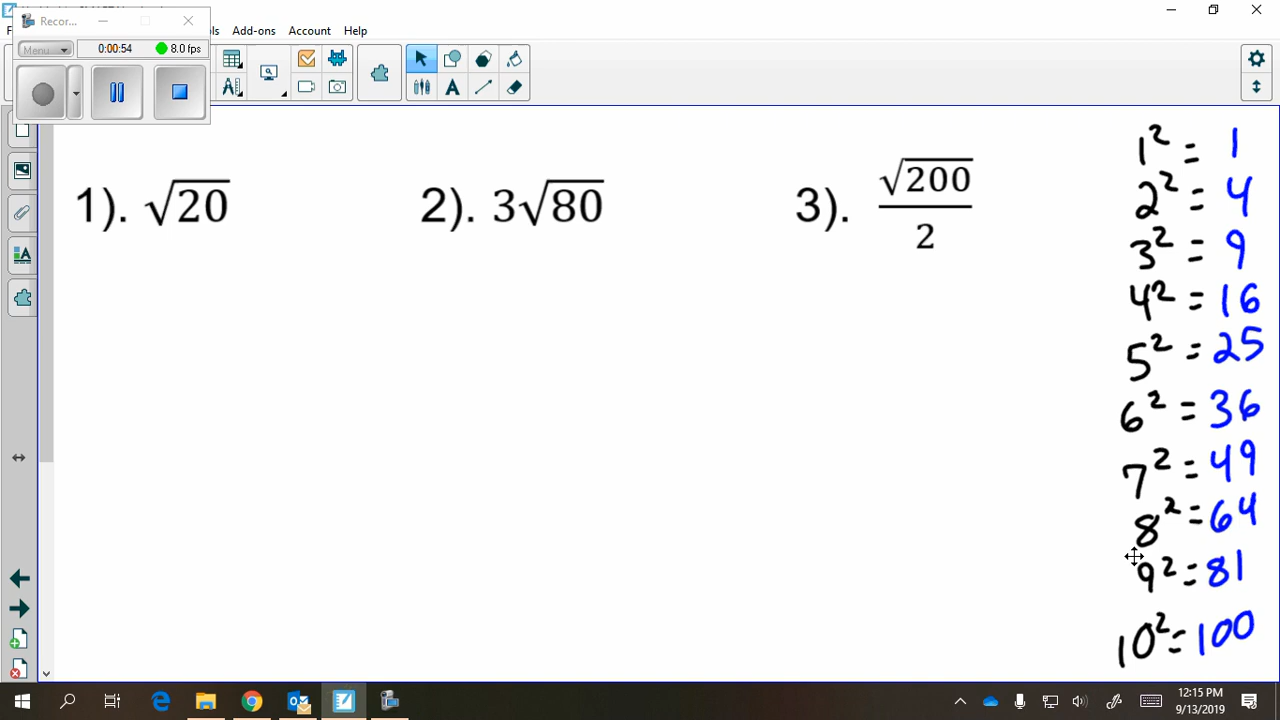 Recor...
Menu
0:00:54
8.0 fps
Add-ons Account Help
1). √20
2). 3√80
3). √200
2
1² = 1
2² = 4
3² = 9
4² = 16
5² = 25
6² = 36
7² = 49
8² = 64
9² = 81
10² = 100
12:15 PM
9/13/2019